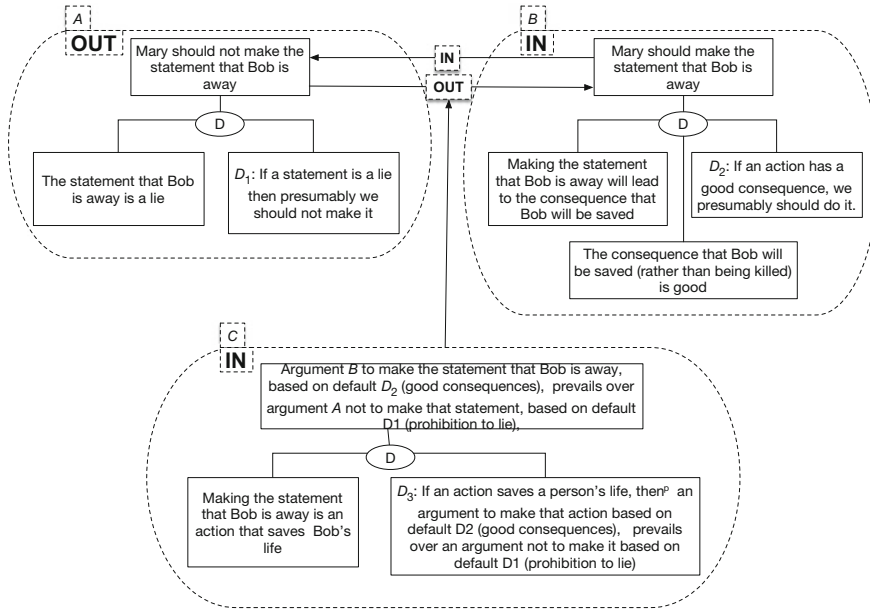 A
OUT
Mary should not make the
statement that Bob is
away
D
The statement that Bob
is away is a lie
D1: If a statement is a lie
then presumably we
should not make it
IN
OUT
B
IN
Mary should make the
statement that Bob is
away
D
Making the statement
that Bob is away will lead
to the consequence that
Bob will be saved
D2: If an action has a
good consequence, we
presumably should do it.
The consequence that Bob will
be saved (rather than being killed)
is good
C
IN
Argument B to make the statement that Bob is away,
based on default D2 (good consequences), prevails over
argument A not to make that statement, based on default
D1 (prohibition to lie),
D
Making the statement
that Bob is away is an
action that saves Bob's
life
D3: If an action saves a person's life, thenᵖ an
argument to make that action based on
default D2 (good consequences), prevails
over an argument not to make it based on
default D1 (prohibition to lie)